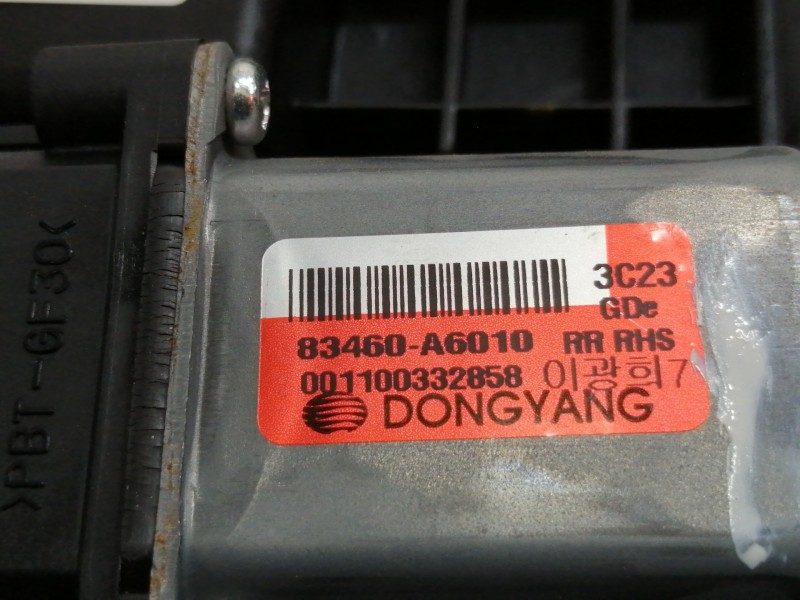 3C23
GDe
83460-A6010 RR RHS
001100332858 이광희7
DONGYANG
>PBT-GF30<